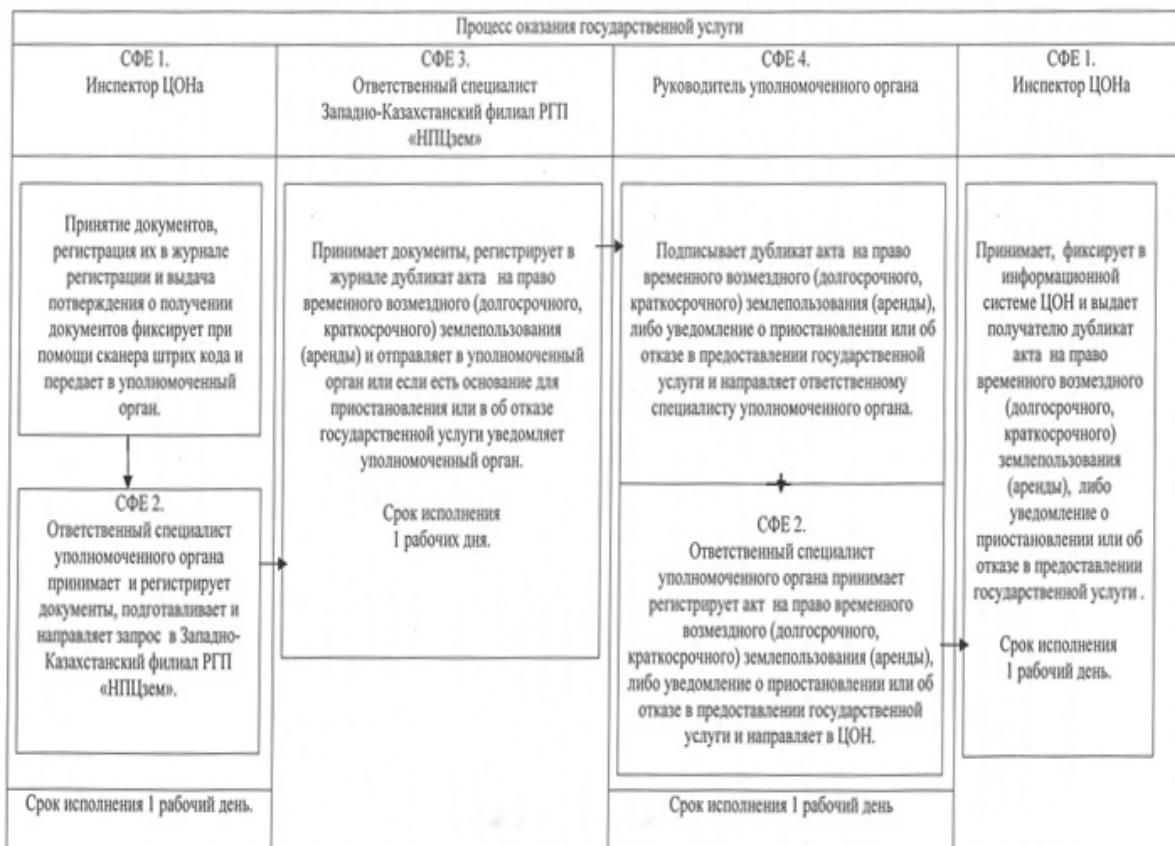 Процесс оказания государственной услуги
СФЕ 1.
Инспектор ЦОНа
СФЕ 3.
Ответственный специалист
Западно-Казахстанский филиал РГП
«НПЦзем»
СФЕ 4.
Руководитель уполномоченного органа
СФЕ 1.
Инспектор ЦОНа
Принятие документов,
регистрация их в журнале
регистрации и выдача
потверждения о получении
документов фиксирует при
помощи сканера штрих кода и
передает в уполномоченный
орган.
СФЕ 2.
Ответственный специалист
уполномоченного органа
принимает и регистрирует
документы, подготавливает и
направляет запрос в Западно-
Казахстанский филиал РГП
«НПЦзем».
Срок исполнения 1 рабочий день.
Принимает документы, регистрирует в
журнале дубликат акта на право
временного возмездного (долгосрочного,
краткосрочного) землепользования
(аренды) и отправляет в уполномоченный
орган или если есть основание для
приостановления или в об отказе
государственной услуги уведомляет
уполномоченный орган.
Срок исполнения
1 рабочих дня.
Подписывает дубликат акта на право
временного возмездного (долгосрочного,
краткосрочного) землепользования (аренды),
либо уведомление о приостановлении или об
отказе в предоставлении государственной
услуги и направляет ответственному
специалисту уполномоченного органа.
СФЕ 2.
Ответственный специалист
уполномоченного органа принимает
регистрирует акт на право временного
возмездного (долгосрочного,
краткосрочного) землепользования (аренды),
либо уведомление о приостановлении или об
отказе в предоставлении государственной
услуги и направляет в ЦОН.
Срок исполнения 1 рабочий день
Принимает, фиксирует в
информационной
системе ЦОН и выдает
получателю дубликат
акта на право
временного возмездного
(долгосрочного,
краткосрочного)
землепользования
(аренды), либо
уведомление о
приостановлении или об
отказе в предоставлении
государственной услуги .
Срок исполнения
1 рабочий день.